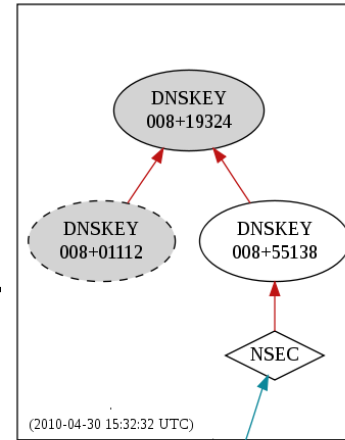 DNSKEY
008+19324
DNSKEY
008+01112
DNSKEY
008+55138
NSEC
(2010-04-30 15:32:32 UTC)